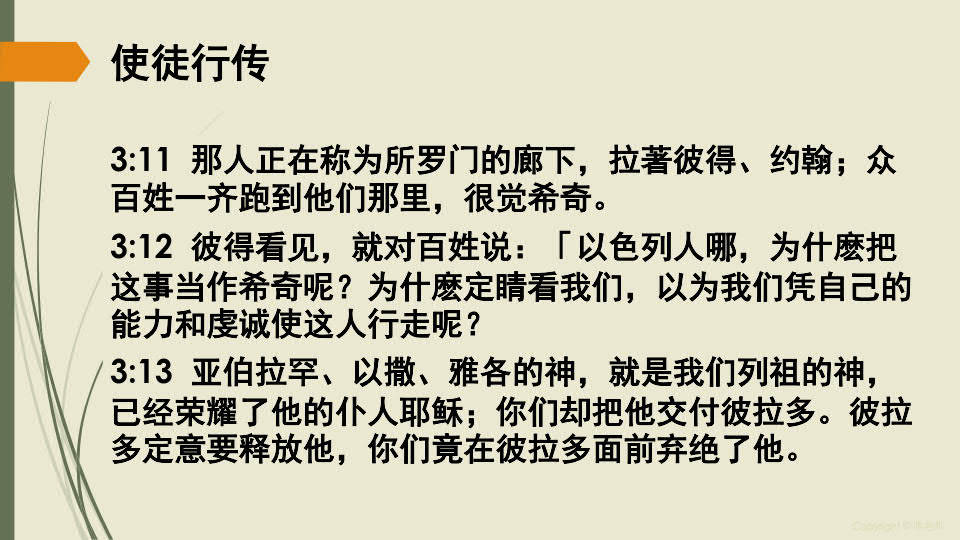 使徒行传
3:11 那人正在称为所罗门的廊下，拉著彼得、约翰；众
百姓一齐跑到他们那里，很觉希奇。
3:12 彼得看见，就对百姓说：「以色列人哪，为什麽把
这事当作希奇呢？为什麽定睛看我们，以为我们凭自己的
能力和虔诚使这人行走呢？
3:13 亚伯拉罕、以撒、雅各的神，就是我们列祖的神，
已经荣耀了他的仆人耶稣；你们却把他交付彼拉多。彼拉
多定意要释放他，你们竟在彼拉多面前弃绝了他。
Copyright